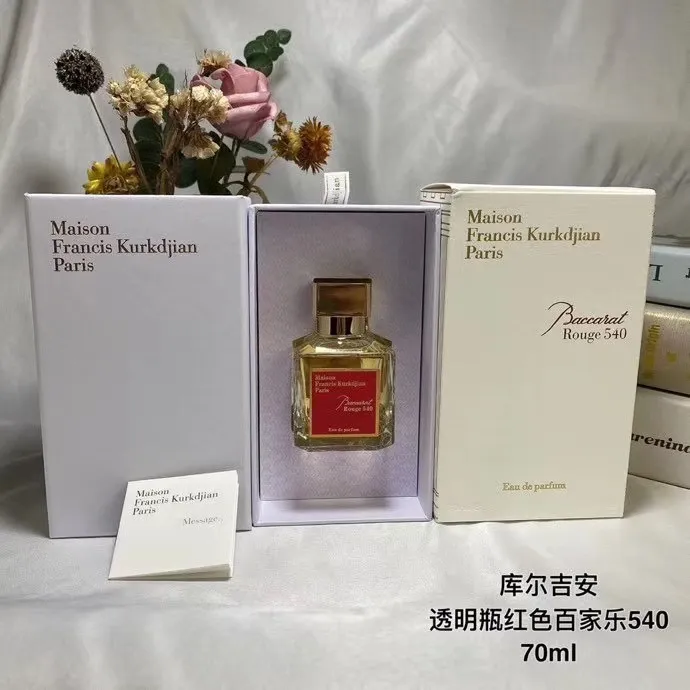 Maison
Francis Kurkdjian
Paris
Maison
Francis Kurkdjian
Paris
Message
Maison
Francis Kurkdjian
Paris
Baccarat
Rouge 540
Eau de parfum
Maison
Francis Kurkdjian
Paris
Baccarat
Rouge 540
Eau de parfum
库尔吉安
透明瓶红色百家乐540
70ml